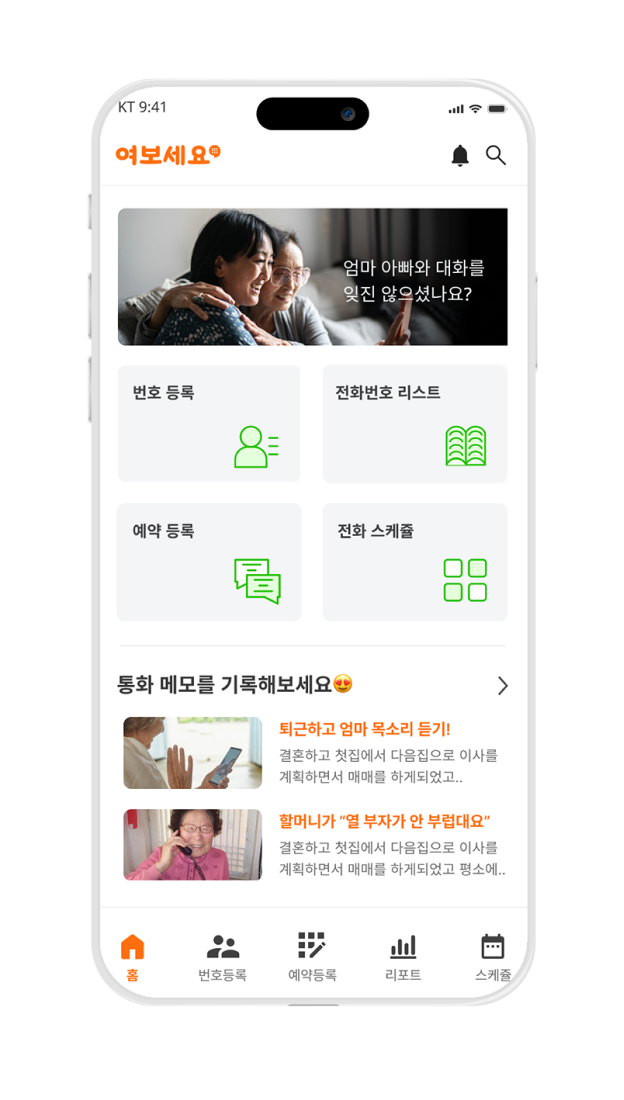 KT 9:41
여보세요
엄마 아빠와 대화를
잊진 않으셨나요?
번호 등록
전화번호 리스트
예약 등록
전화 스케쥴
통화 메모를 기록해보세요😍
퇴근하고 엄마 목소리 듣기!
결혼하고 첫집에서 다음집으로 이사를
계획하면서 매매를 하게되었고..
할머니가 “열 부자가 안 부럽대요”
결혼하고 첫집에서 다음집으로 이사를
계획하면서 매매를 하게되었고 평소에..
홈
번호등록
예약등록
리포트
스케쥴